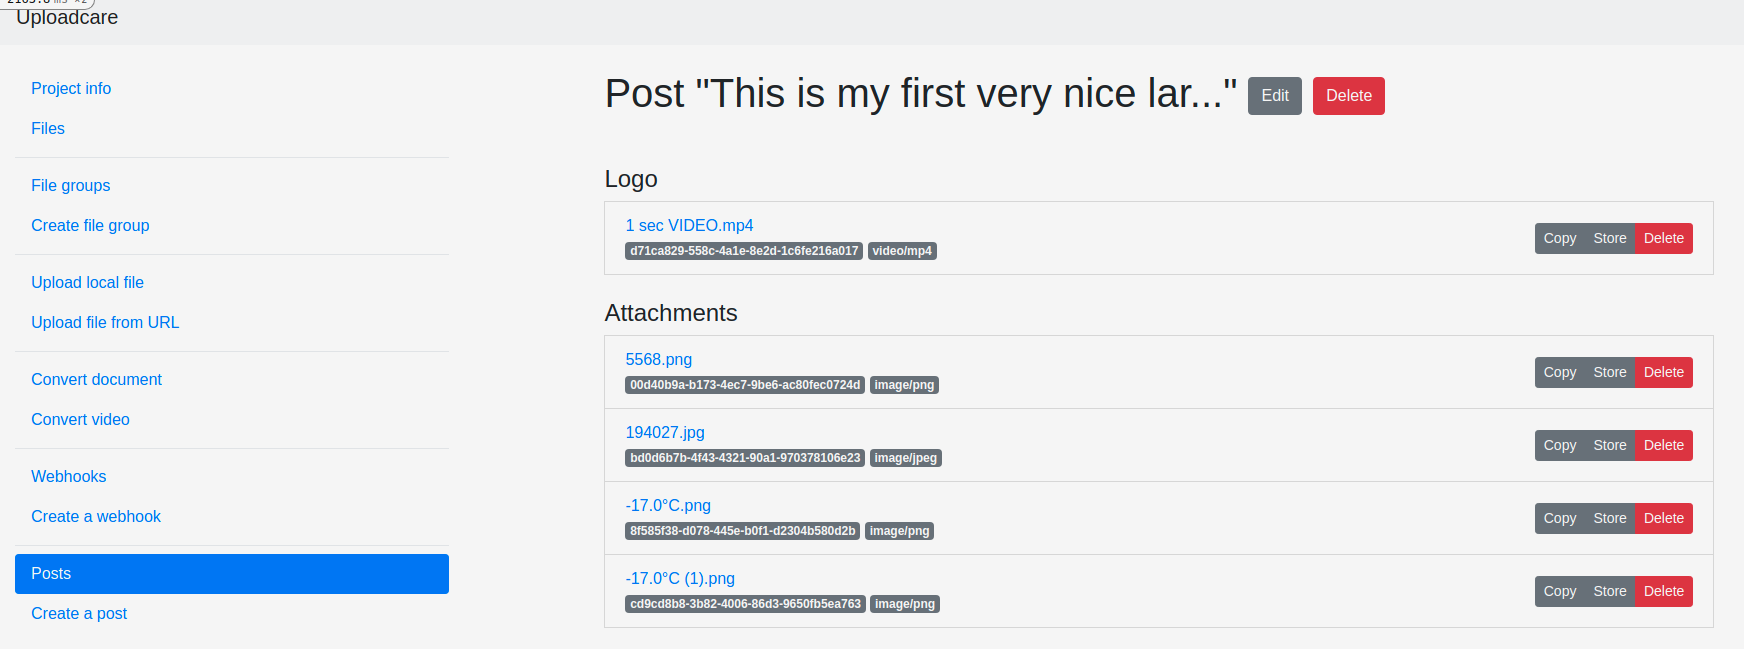 Uploadcare
Project info
Files
File groups
Create file group
Upload local file
Upload file from URL
Convert document
Convert video
Webhooks
Create a webhook
Posts
Create a post
Post "This is my first very nice lar..." Edit Delete
Logo
1 sec VIDEO.mp4
d71ca829-558c-4a1e-8e2d-1c6fe216a017 video/mp4
Copy Store Delete
Attachments
5568.png
00d40b9a-b173-4ec7-9be6-ac80fec0724d image/png
Copy Store Delete
194027.jpg
bd0d6b7b-4f43-4321-90a1-970378106e23 image/jpeg
Copy Store Delete
-17.0°C.png
8f585f38-d078-445e-b0f1-d2304b580d2b image/png
Copy Store Delete
-17.0°C (1).png
cd9cd8b8-3b82-4006-86d3-9650fb5ea763 image/png
Copy Store Delete